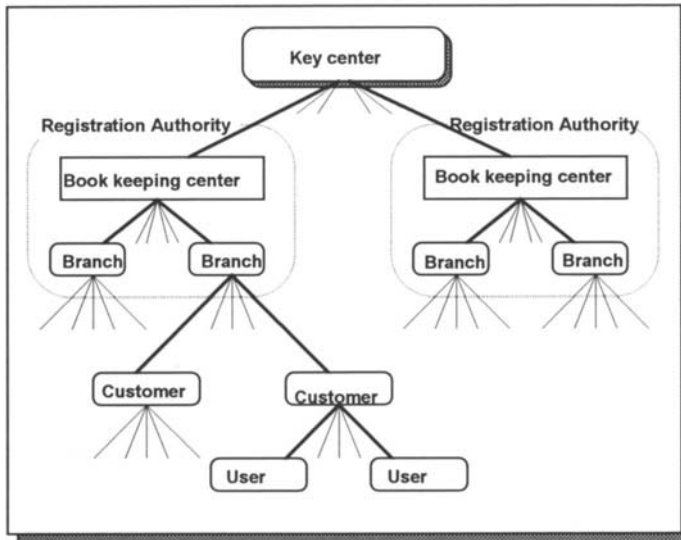 Key center
Registration Authority
Registration Authority
Book keeping center
Book keeping center
Branch
Branch
Branch
Branch
Customer
Customer
User
User